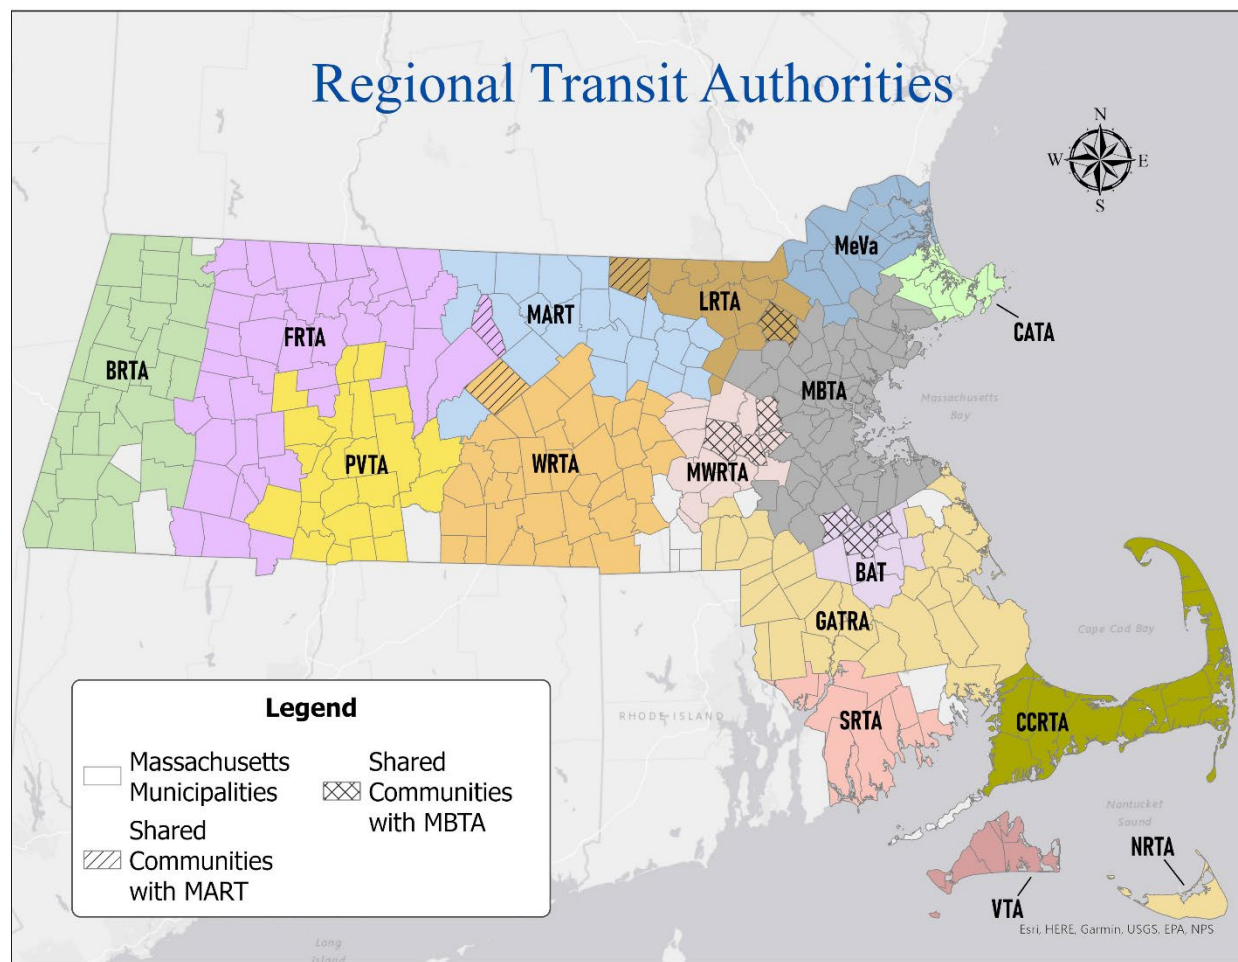 Regional Transit Authorities
N
W E
S
MeVa
CATA
LRTA
MART
FRTA
BRTA
MBTA
Massachusetts
Bay
PVTA
WRTA
MWRTA
BAT
GATRA
Cape Cod Bay
SRTA
CCRTA
RHODE ISLAND
Nantucket
Sound
NRTA
VTA
Long
Island
Legend
Massachusetts
Municipalities
Shared
Communities
with MART
Shared
Communities
with MBTA
Esri, HERE, Garmin, USGS, EPA, NPS